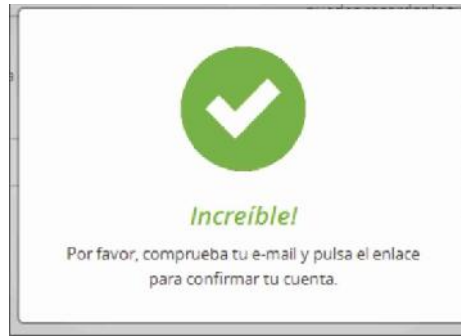 Increíble!
Por favor, comprueba tu e-mail y pulsa el enlace
para confirmar tu cuenta.